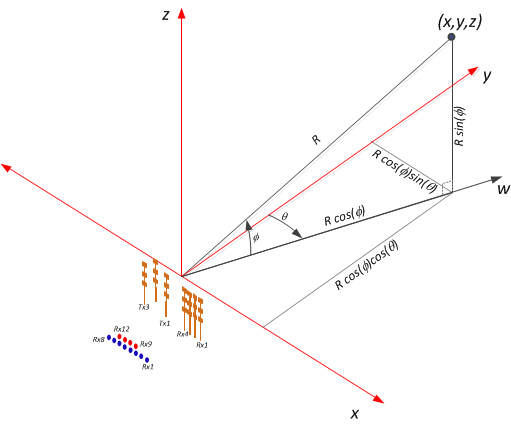 z
(x,y,z)
y
R
R sin(ϕ)
R cos(ϕ)sin(θ)
w
θ
R cos(ϕ)
ϕ
R cos(ϕ)cos(θ)
Tx3
Tx1
Rx4
Rx1
Rx12
Rx8
Rx9
Rx1
x